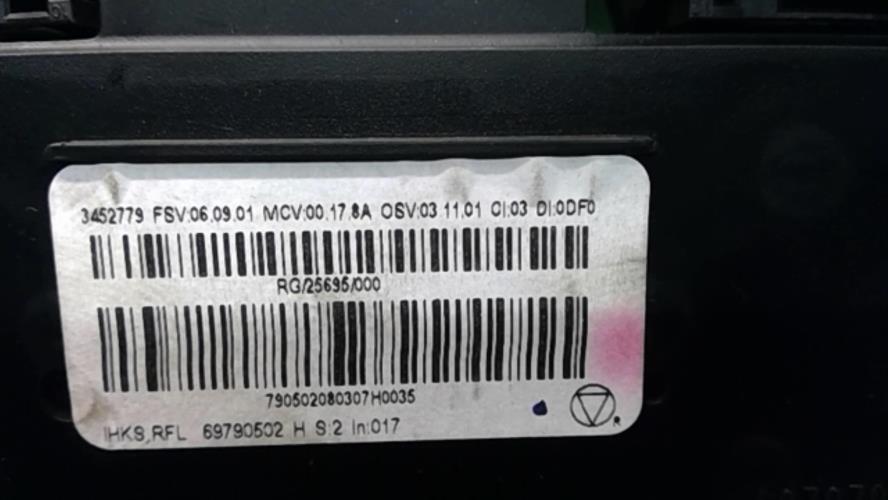 3452779 FSV:06.09.01 MCV:00.17.8A OSV:03 11.01 CI:03 DI:0DF0
RG/25695/000
790502080307H0035
IHKS,RFL 69790502 H S:2 In:017
R